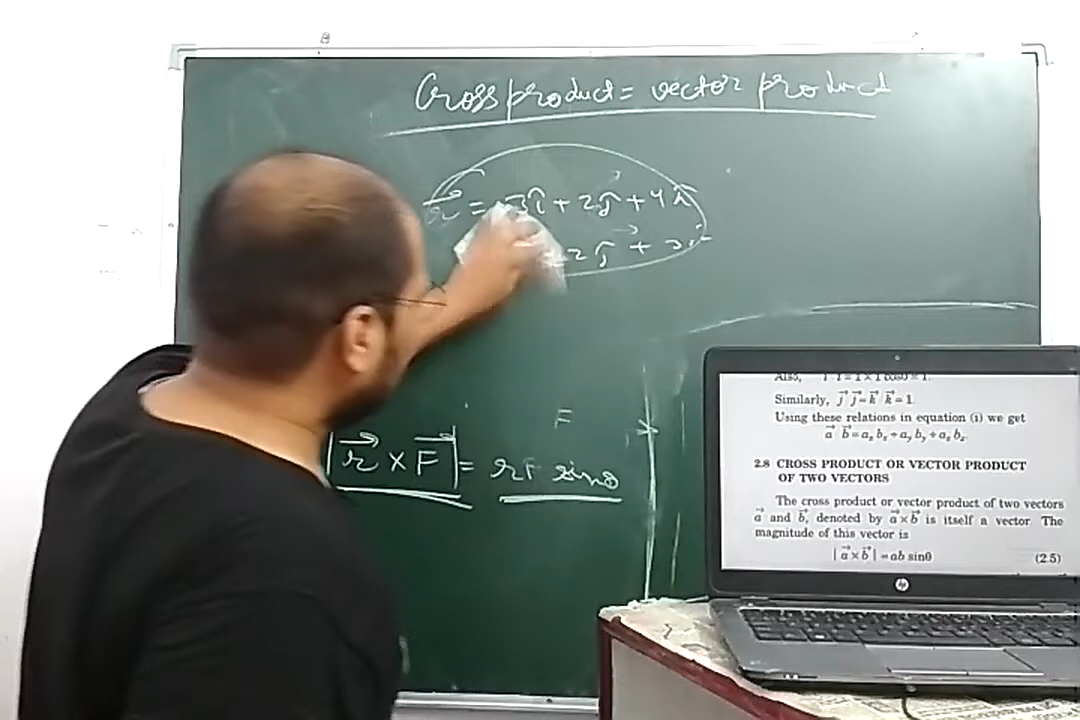 Cross product = vector product
r⃗ = 3î + 2ĵ + 4k̂
2ĵ +
F
|r⃗ × F⃗| = rF sinθ
Also,
Similarly, j⃗ j⃗ = k⃗ k⃗ = 1
Using these relations in equation (i) we get
a⃗ b⃗ = aₓbₓ + aᵧbᵧ + a_z b_z
2.8 CROSS PRODUCT OR VECTOR PRODUCT
OF TWO VECTORS
The cross product or vector product of two vectors
a⃗ and b⃗, denoted by a⃗ × b⃗ is itself a vector The
magnitude of this vector is
|a⃗ × b⃗| = ab sinθ (2.5)
hp